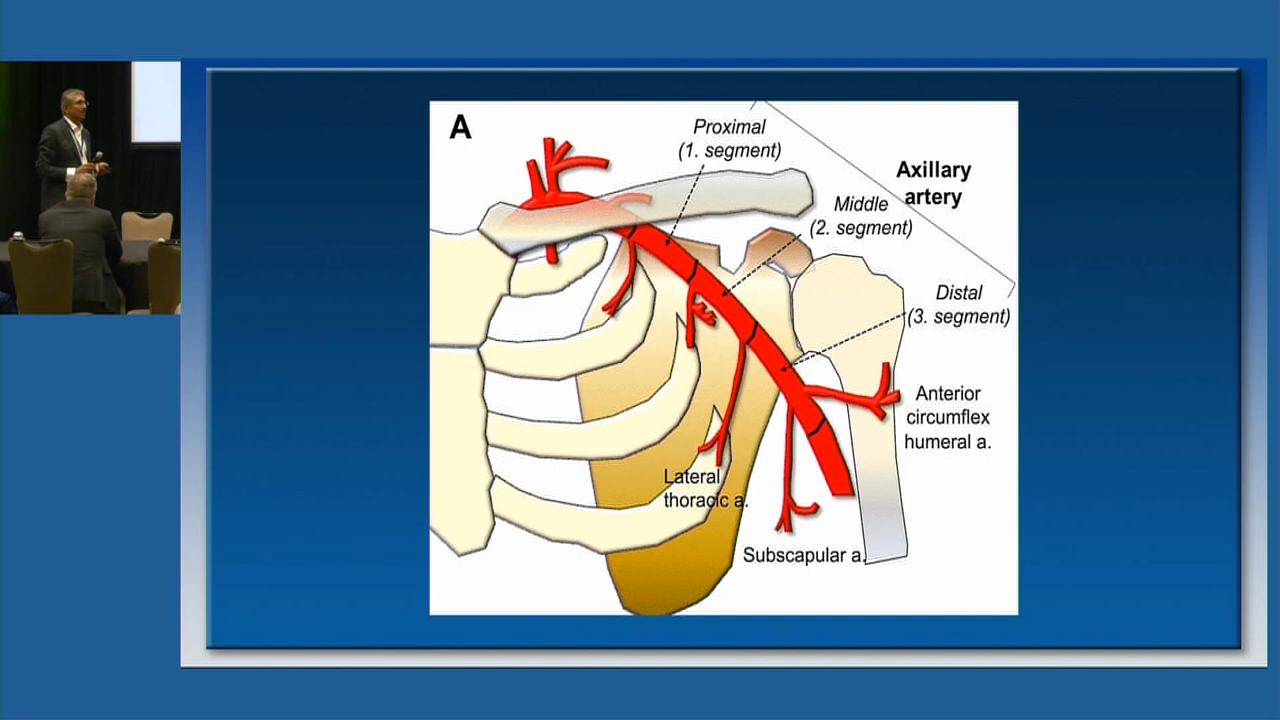 A
Proximal
(1. segment)
Axillary
artery
Middle
(2. segment)
Distal
(3. segment)
Anterior
circumflex
humeral a.
Lateral
thoracic a.
Subscapular a.